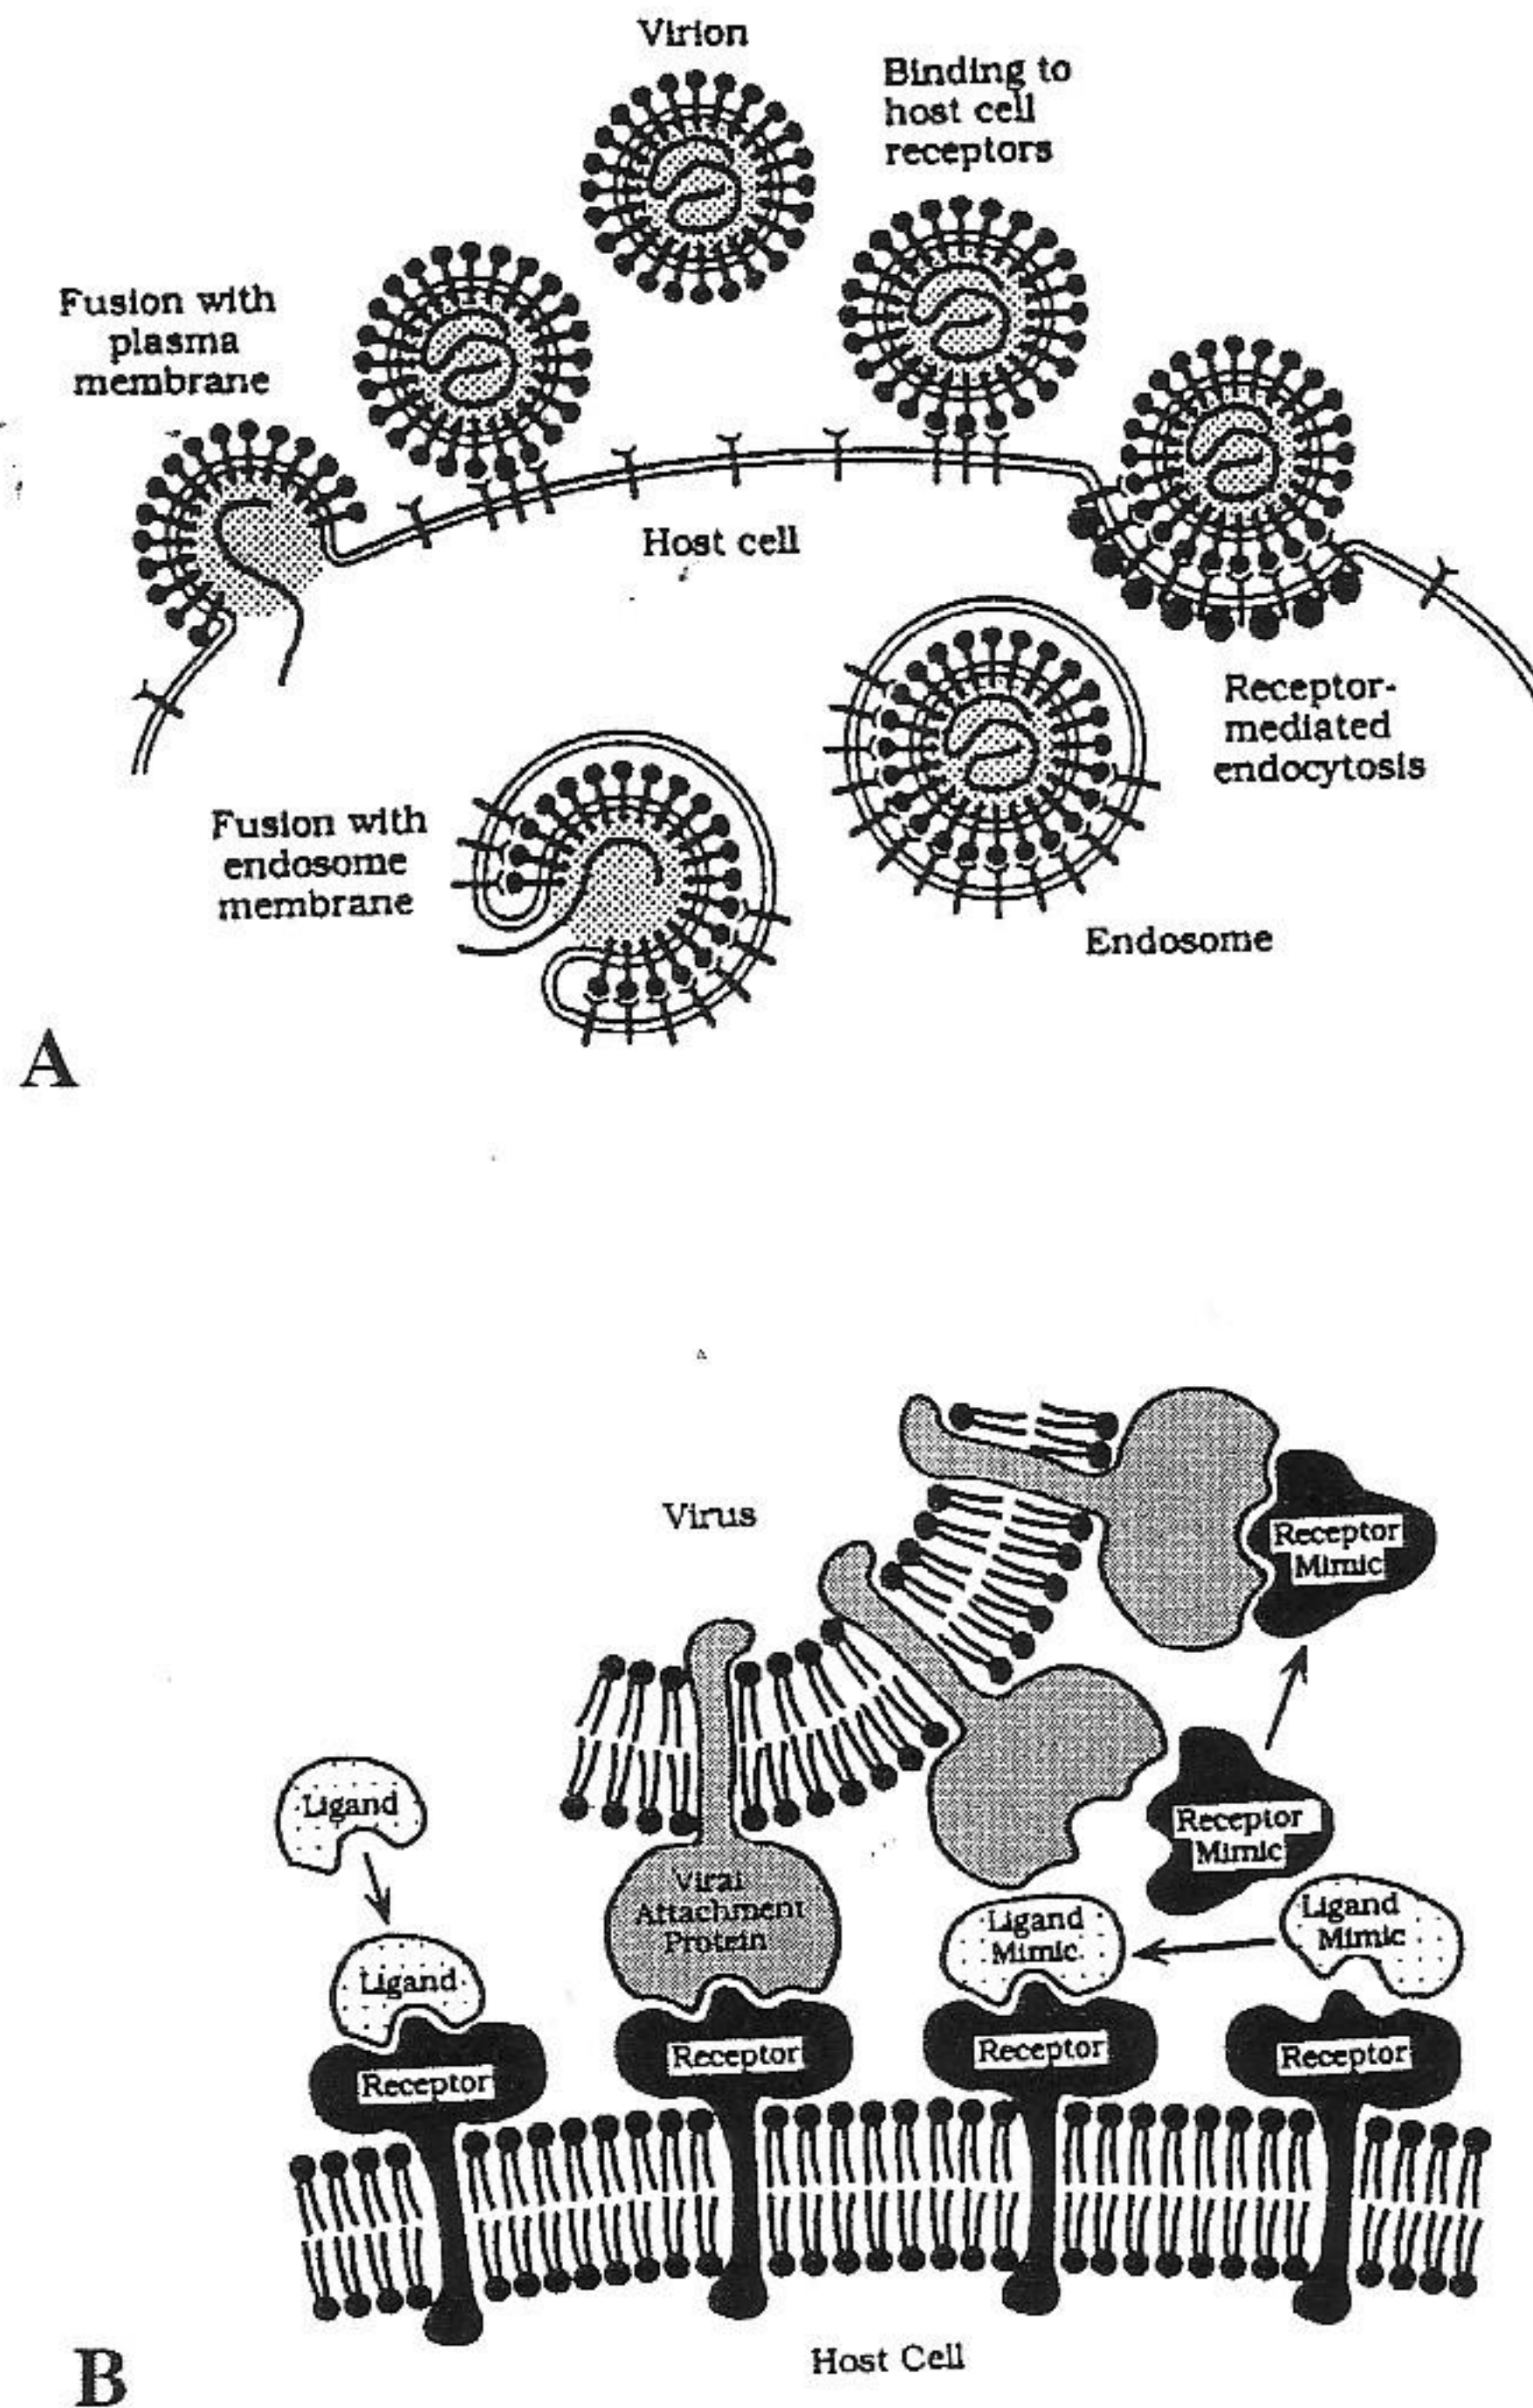 Virion
Binding to
host cell
receptors
Fusion with
plasma
membrane
Host cell
Receptor-
mediated
endocytosis
Fusion with
endosome
membrane
Endosome
A
Virus
Receptor
Mimic
Ligand
Viral
Attachment
Protein
Receptor
Mimic
Ligand
Mimic
Ligand
Mimic
Ligand
Receptor
Receptor
Receptor
Receptor
Host Cell
B